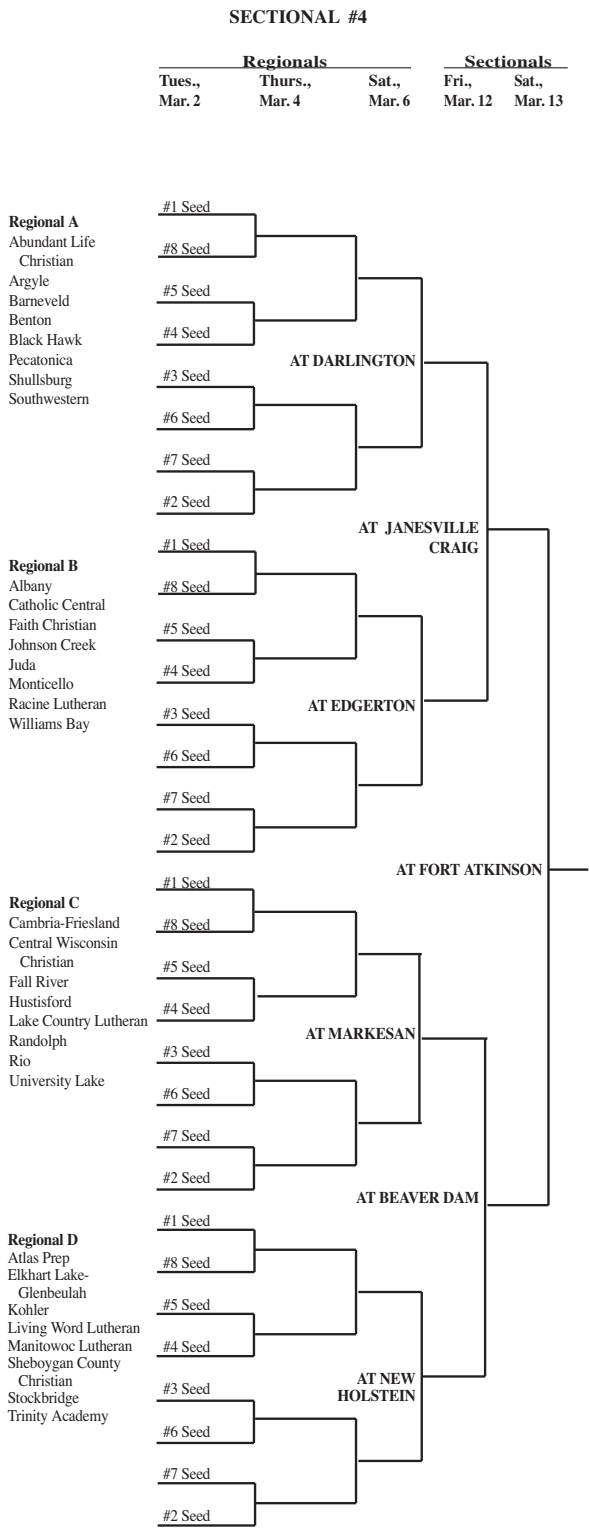 SECTIONAL #4
Regionals
Sectionals
Tues., Mar. 2
Thurs., Mar. 4
Sat., Mar. 6
Fri., Mar. 12
Sat., Mar. 13
Regional A
Abundant Life
Christian
Argyle
Barneveld
Benton
Black Hawk
Pecatonica
Shullsburg
Southwestern
#1 Seed
#8 Seed
#5 Seed
#4 Seed
#3 Seed
#6 Seed
#7 Seed
#2 Seed
AT DARLINGTON
AT JANESVILLE
CRAIG
Regional B
Albany
Catholic Central
Faith Christian
Johnson Creek
Juda
Monticello
Racine Lutheran
Williams Bay
#1 Seed
#8 Seed
#5 Seed
#4 Seed
#3 Seed
#6 Seed
#7 Seed
#2 Seed
AT EDGERTON
AT FORT ATKINSON
Regional C
Cambria-Friesland
Central Wisconsin
Christian
Fall River
Hustisford
Lake Country Lutheran
Randolph
Rio
University Lake
#1 Seed
#8 Seed
#5 Seed
#4 Seed
#3 Seed
#6 Seed
#7 Seed
#2 Seed
AT MARKESAN
AT BEAVER DAM
Regional D
Atlas Prep
Elkhart Lake-
Glenbeulah
Kohler
Living Word Lutheran
Manitowoc Lutheran
Sheboygan County
Christian
Stockbridge
Trinity Academy
#1 Seed
#8 Seed
#5 Seed
#4 Seed
#3 Seed
#6 Seed
#7 Seed
#2 Seed
AT NEW
HOLSTEIN